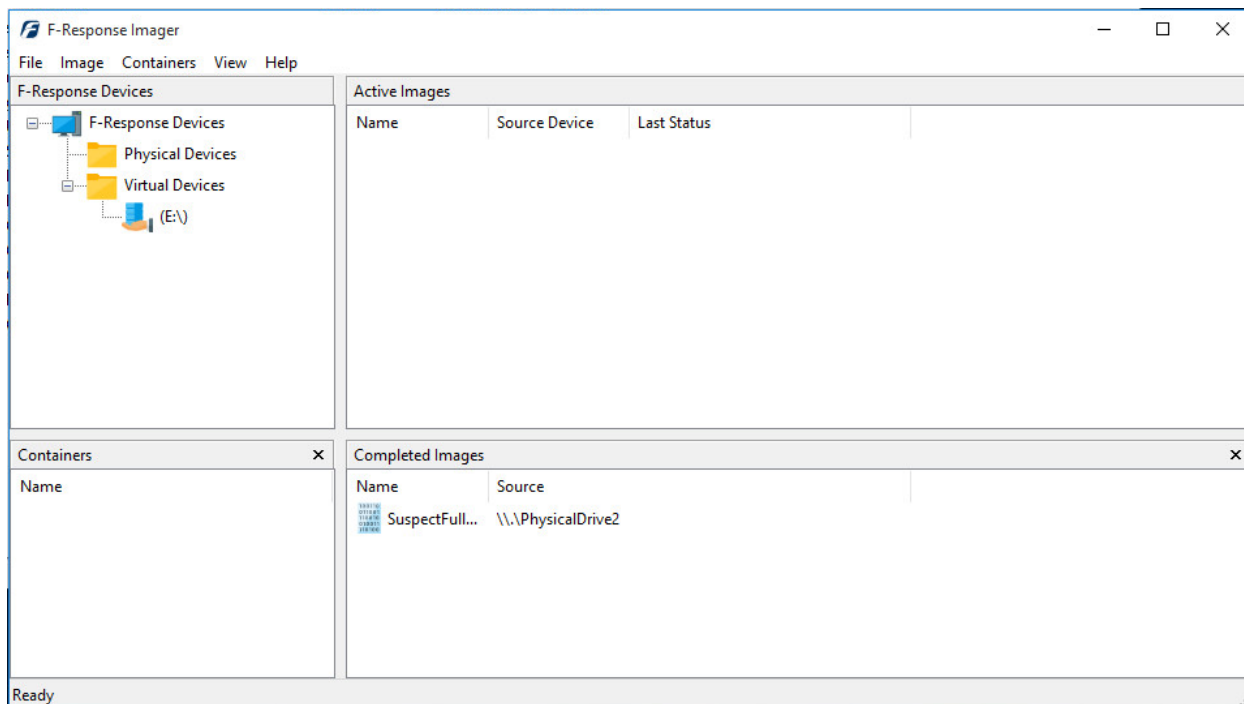 F-Response Imager
File Image Containers View Help
F-Response Devices
F-Response Devices
Physical Devices
Virtual Devices
(E:\)
Active Images
Name Source Device Last Status
Containers
Name
Completed Images
Name Source
SuspectFull... \\.\PhysicalDrive2
Ready